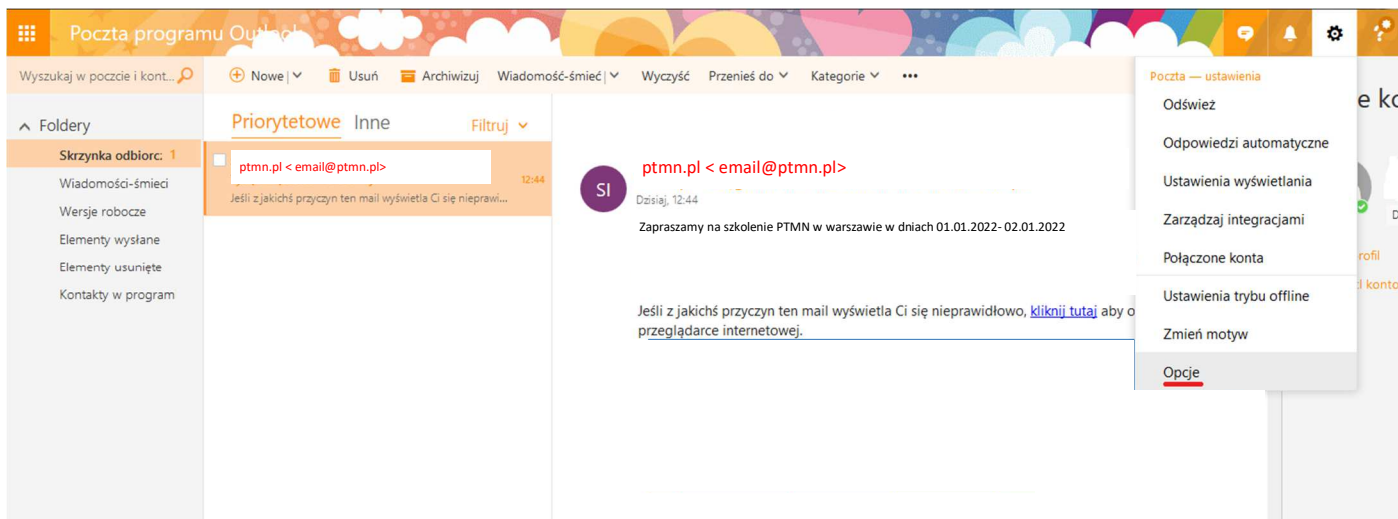 Poczta programu Outlook
Wyszukaj w poczcie i kont...
Nowe | Usuń Archiwizuj Wiadomość-śmieć | Wyczyść Przenieś do Kategorie •••
Poczta — ustawienia
Odśwież
Odpowiedzi automatyczne
Ustawienia wyświetlania
Zarządzaj integracjami
Połączone konta
Ustawienia trybu offline
Zmień motyw
Opcje
Foldery
Skrzynka odbiorc: 1
Wiadomości-śmieci
Wersje robocze
Elementy wysłane
Elementy usunięte
Kontakty w program
Priorytetowe Inne Filtruj
ptmn.pl < email@ptmn.pl>
12:44
Jeśli z jakichś przyczyn ten mail wyświetla Ci się nieprawi...
SI
ptmn.pl < email@ptmn.pl>
Dzisiaj, 12:44
Zapraszamy na szkolenie PTMN w warszawie w dniach 01.01.2022- 02.01.2022
Jeśli z jakichś przyczyn ten mail wyświetla Ci się nieprawidłowo, kliknij tutaj aby o
przeglądarce internetowej.
e ko
D
rofil
l konto